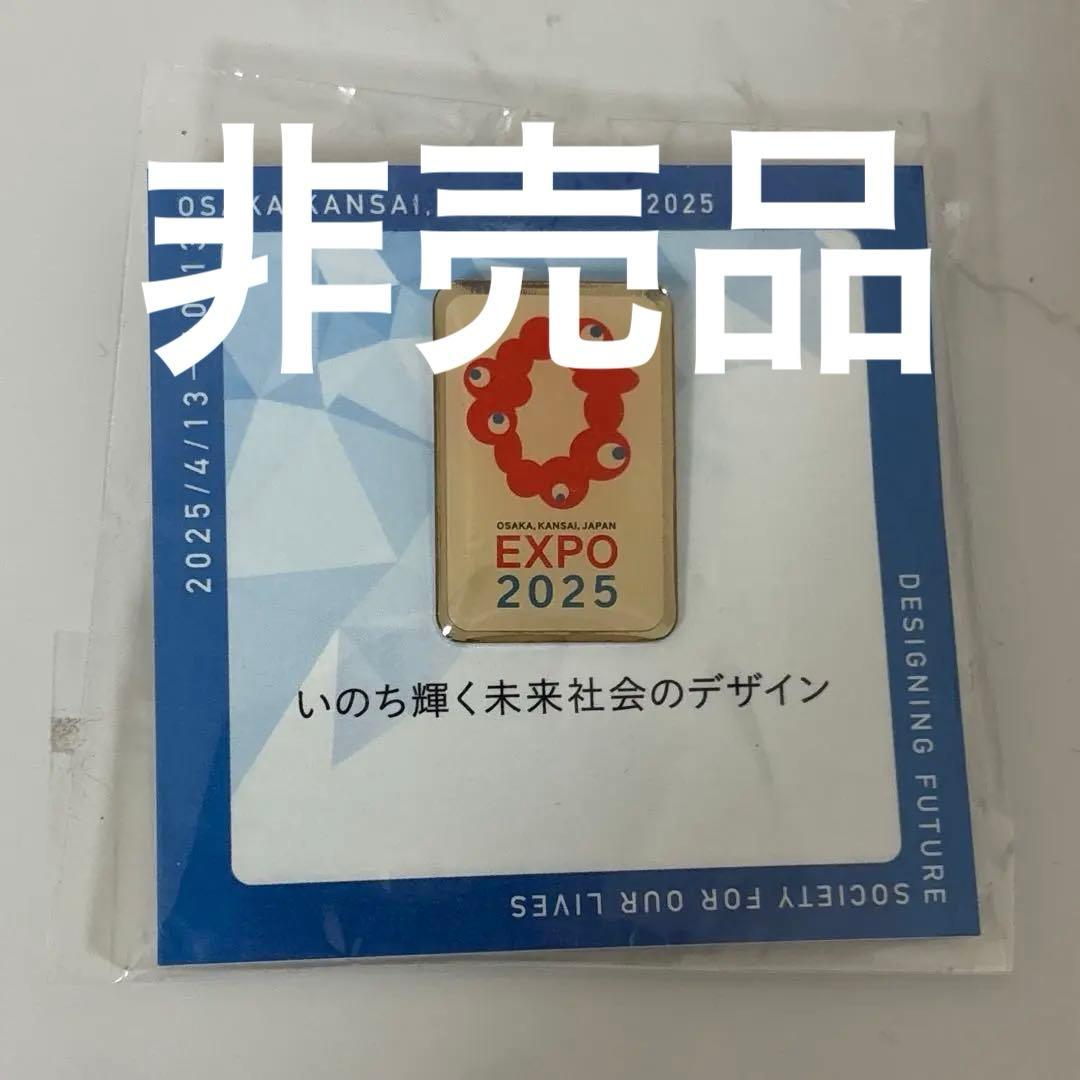 非売品
OSAKA, KANSAI, 2025
2025/4/13-
OSAKA, KANSAI, JAPAN
EXPO
2025
いのち輝く未来社会のデザイン
DESIGNING FUTURE
SOCIETY FOR OUR LIVES